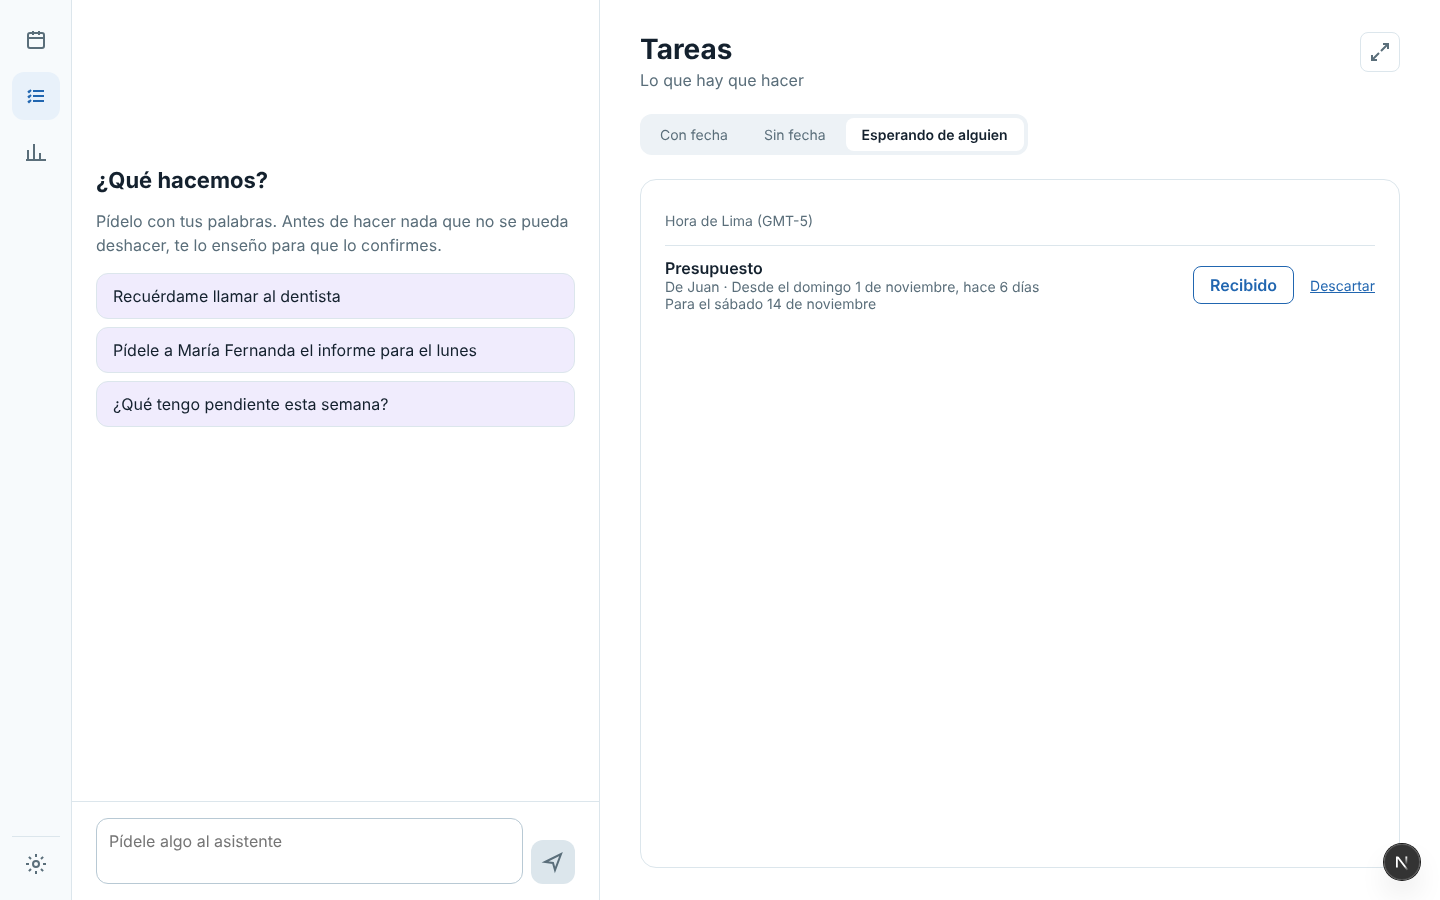 ¿Qué hacemos?
Pídelo con tus palabras. Antes de hacer nada que no se pueda
deshacer, te lo enseño para que lo confirmes.
Recuérdame llamar al dentista
Pídele a María Fernanda el informe para el lunes
¿Qué tengo pendiente esta semana?
Pídele algo al asistente
Tareas
Lo que hay que hacer
Con fecha
Sin fecha
Esperando de alguien
Hora de Lima (GMT-5)
Presupuesto
De Juan · Desde el domingo 1 de noviembre, hace 6 días
Para el sábado 14 de noviembre
Recibido
Descartar
N